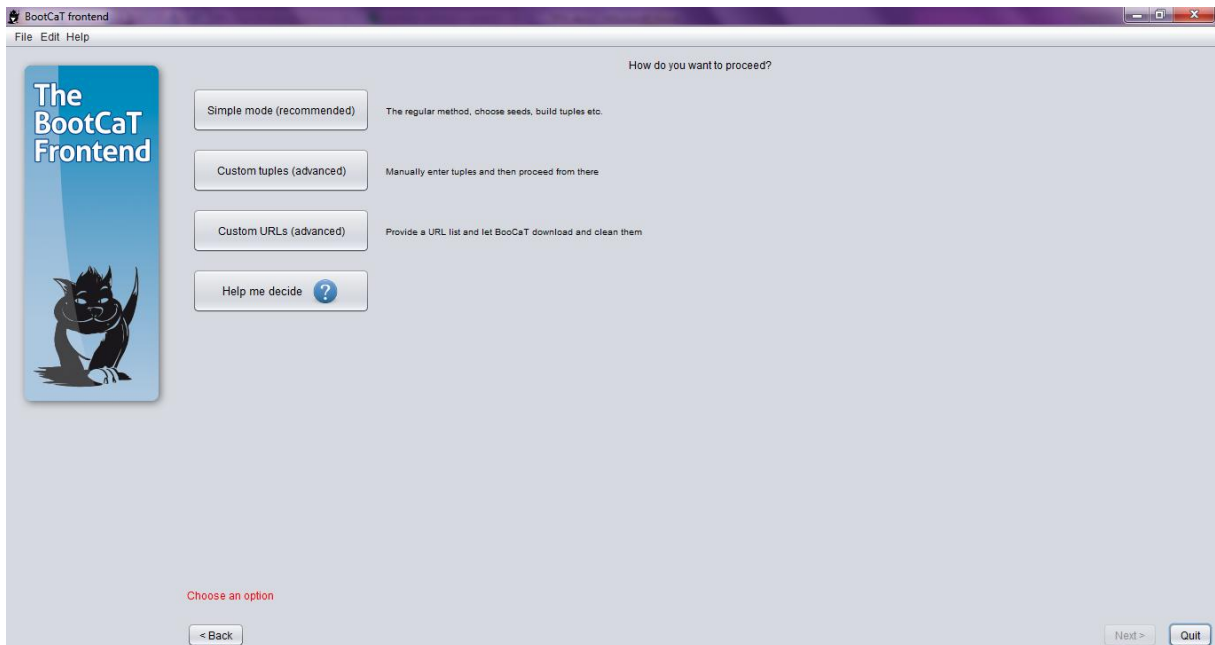 BootCaT frontend
File Edit Help
How do you want to proceed?
The
BootCaT
Frontend
Simple mode (recommended)
The regular method, choose seeds, build tuples etc.
Custom tuples (advanced)
Manually enter tuples and then proceed from there
Custom URLs (advanced)
Provide a URL list and let BooCaT download and clean them
Help me decide ?
Choose an option
< Back
Next >
Quit